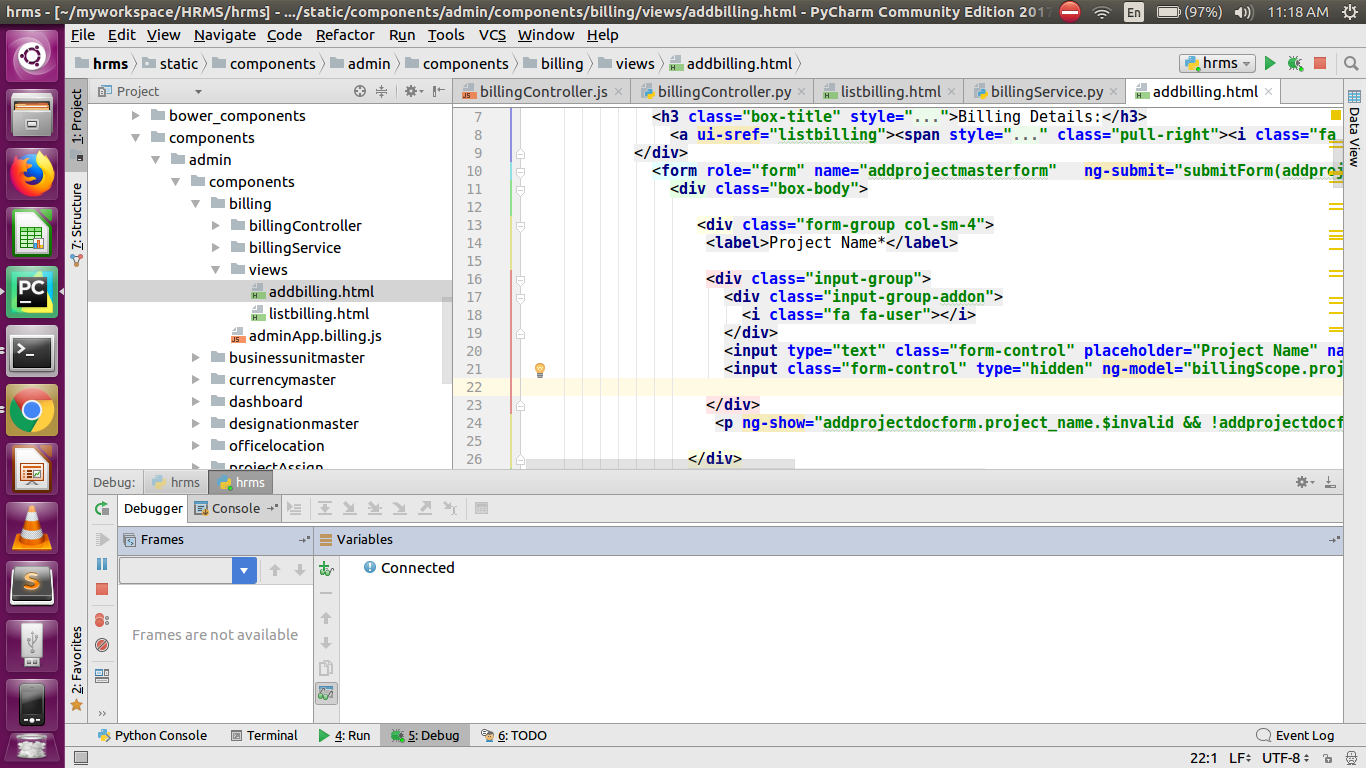 hrms - [~/myworkspace/HRMS/hrms] - .../static/components/admin/components/billing/views/addbilling.html - PyCharm Community Edition 2017
En (97%) 11:18 AM
File Edit View Navigate Code Refactor Run Tools VCS Window Help
hrms static components admin components billing views addbilling.html hrms
Project billingController.js billingController.py listbilling.html billingService.py addbilling.html
1: Project
7: Structure
2: Favorites
Data View
bower_components
components
admin
components
billing
billingController
billingService
views
addbilling.html
listbilling.html
adminApp.billing.js
businessunitmaster
currencymaster
dashboard
designationmaster
officelocation
projectAssign
7 <h3 class="box-title" style="...">Billing Details:</h3>
8 <a ui-sref="listbilling"><span style="..." class="pull-right"><i class="fa
9 </div>
10 <form role="form" name="addprojectmasterform" ng-submit="submitForm(addproj
11 <div class="box-body">
12
13 <div class="form-group col-sm-4">
14 <label>Project Name*</label>
15
16 <div class="input-group">
17 <div class="input-group-addon">
18 <i class="fa fa-user"></i>
19 </div>
20 <input type="text" class="form-control" placeholder="Project Name" na
21 <input class="form-control" type="hidden" ng-model="billingScope.proj
22
23 </div>
24 <p ng-show="addprojectdocform.project_name.$invalid && !addprojectdocf
25
26 </div>
Debug: hrms hrms
Debugger Console
Frames Variables
Connected
Frames are not available
Python Console Terminal 4: Run 5: Debug 6: TODO Event Log
22:1 LF UTF-8